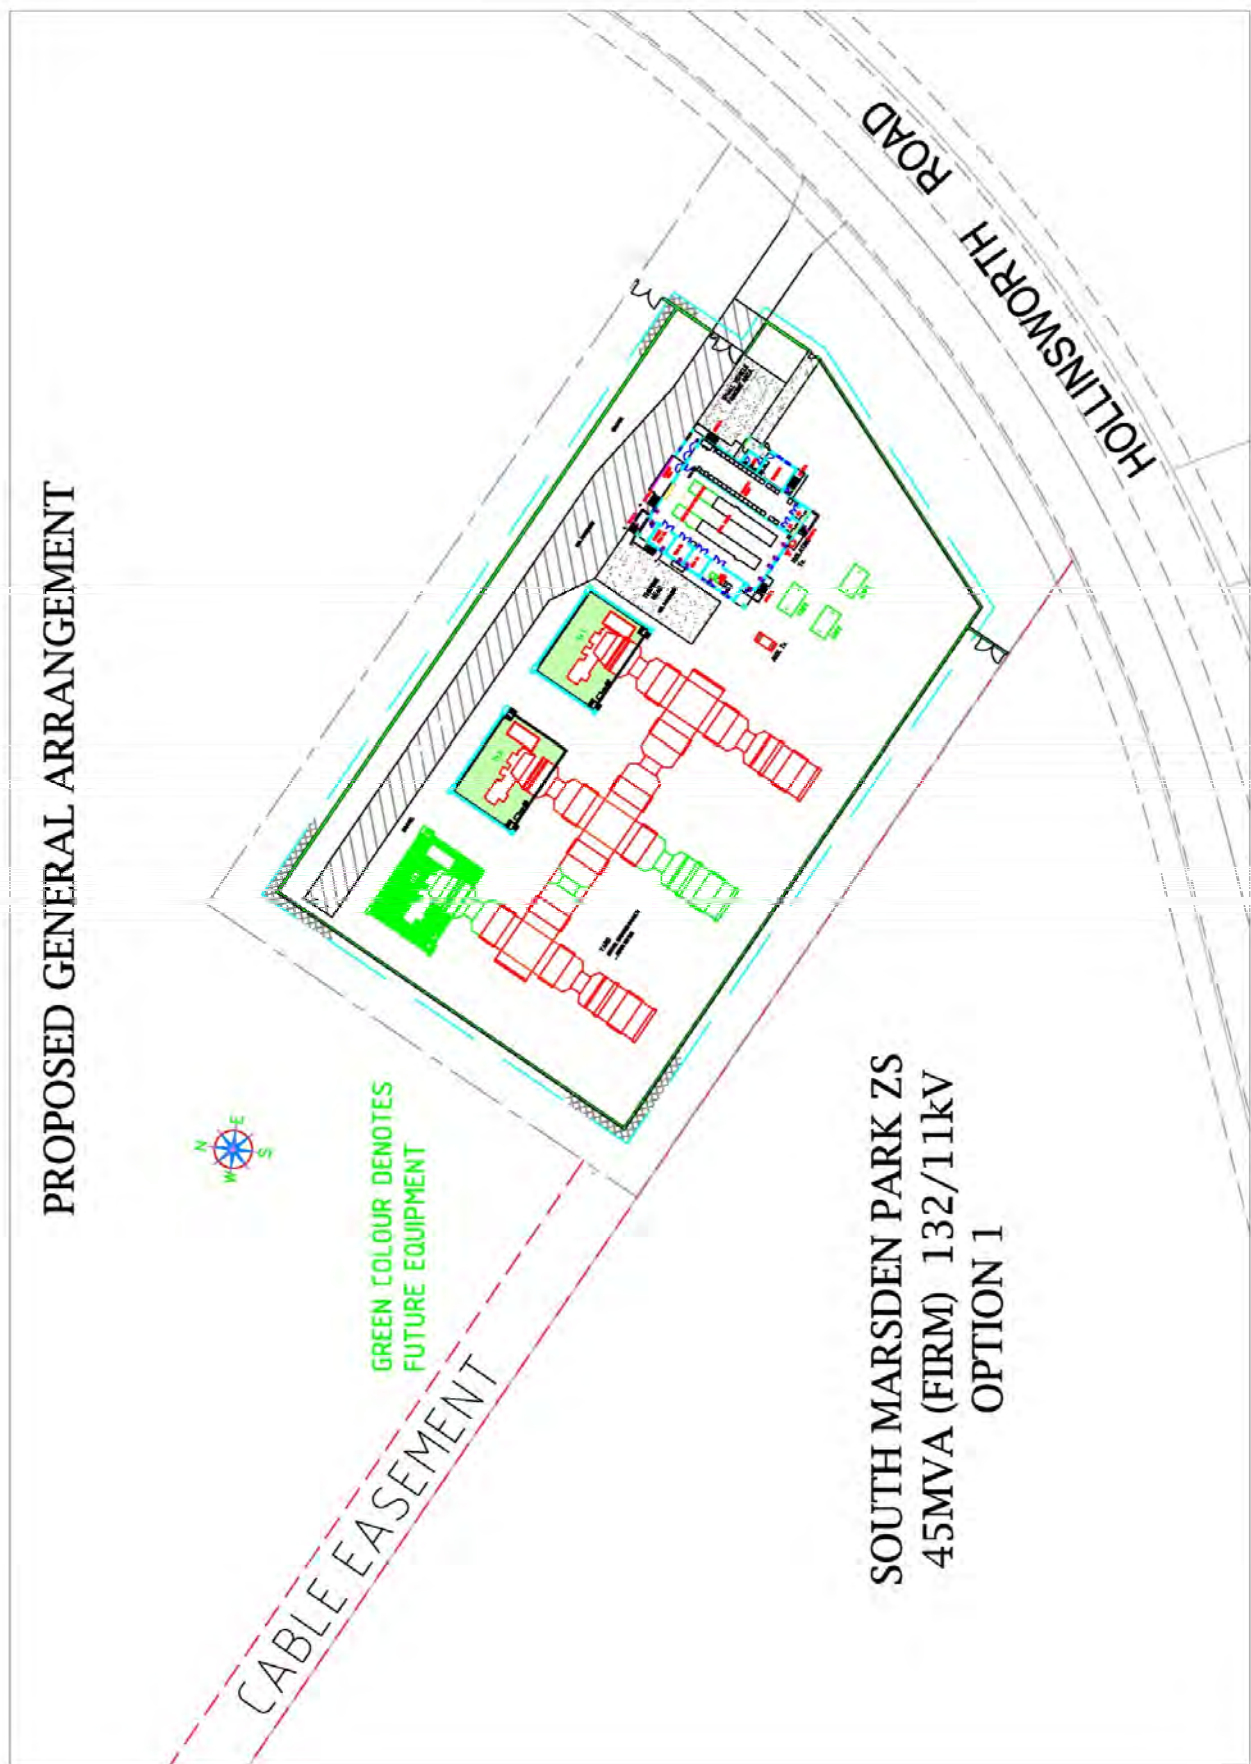 PROPOSED GENERAL ARRANGEMENT
HOLLINSWORTH ROAD
N
E
S
W
GREEN COLOUR DENOTES
FUTURE EQUIPMENT
CABLE EASEMENT
SOUTH MARSDEN PARK ZS
45MVA (FIRM) 132/11kV
OPTION 1